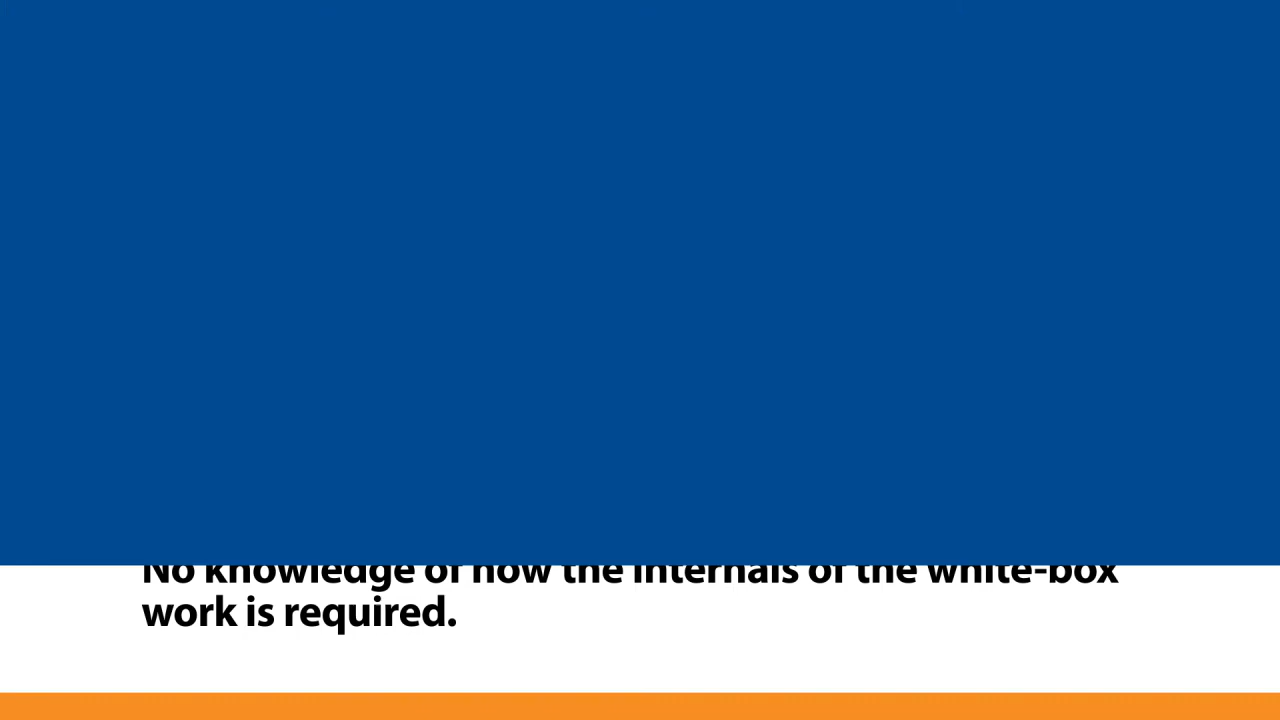 No knowledge of how the internals of the white-box
work is required.